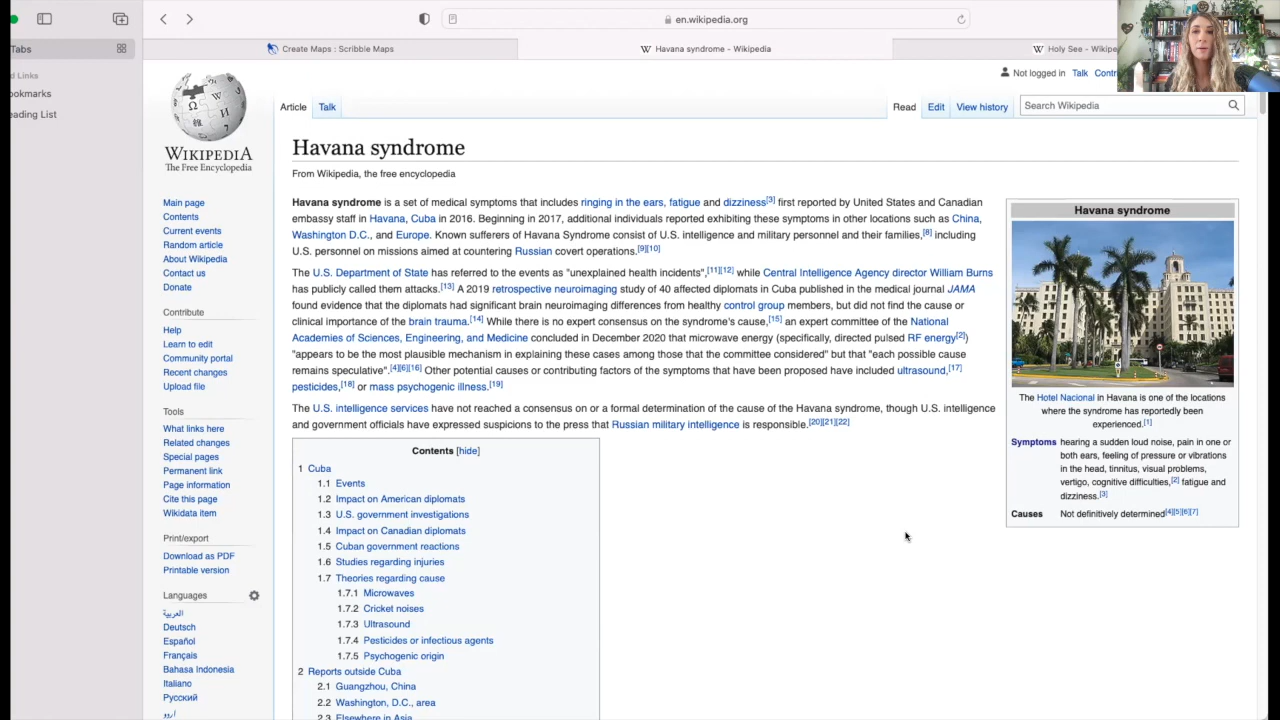 en.wikipedia.org
Tabs
Create Maps : Scribble Maps
Havana syndrome - Wikipedia
Holy See - Wikipe
d Links
ookmarks
eading List
Not logged in Talk Contri
Article Talk
Read Edit View history
Search Wikipedia
WIKIPEDIA
The Free Encyclopedia
Main page
Contents
Current events
Random article
About Wikipedia
Contact us
Donate
Contribute
Help
Learn to edit
Community portal
Recent changes
Upload file
Tools
What links here
Related changes
Special pages
Permanent link
Page information
Cite this page
Wikidata item
Print/export
Download as PDF
Printable version
Languages
العربية
Deutsch
Español
Français
Bahasa Indonesia
Italiano
Русский
اردو
Havana syndrome
From Wikipedia, the free encyclopedia
Havana syndrome is a set of medical symptoms that includes ringing in the ears, fatigue and dizziness[3] first reported by United States and Canadian
embassy staff in Havana, Cuba in 2016. Beginning in 2017, additional individuals reported exhibiting these symptoms in other locations such as China,
Washington D.C., and Europe. Known sufferers of Havana Syndrome consist of U.S. intelligence and military personnel and their families,[8] including
U.S. personnel on missions aimed at countering Russian covert operations.[9][10]
The U.S. Department of State has referred to the events as "unexplained health incidents",[11][12] while Central Intelligence Agency director William Burns
has publicly called them attacks.[13] A 2019 retrospective neuroimaging study of 40 affected diplomats in Cuba published in the medical journal JAMA
found evidence that the diplomats had significant brain neuroimaging differences from healthy control group members, but did not find the cause or
clinical importance of the brain trauma.[14] While there is no expert consensus on the syndrome's cause,[15] an expert committee of the National
Academies of Sciences, Engineering, and Medicine concluded in December 2020 that microwave energy (specifically, directed pulsed RF energy[2])
"appears to be the most plausible mechanism in explaining these cases among those that the committee considered" but that "each possible cause
remains speculative".[4][6][16] Other potential causes or contributing factors of the symptoms that have been proposed have included ultrasound,[17]
pesticides,[18] or mass psychogenic illness.[19]
The U.S. intelligence services have not reached a consensus on or a formal determination of the cause of the Havana syndrome, though U.S. intelligence
and government officials have expressed suspicions to the press that Russian military intelligence is responsible.[20][21][22]
Contents [hide]
1 Cuba
1.1 Events
1.2 Impact on American diplomats
1.3 U.S. government investigations
1.4 Impact on Canadian diplomats
1.5 Cuban government reactions
1.6 Studies regarding injuries
1.7 Theories regarding cause
1.7.1 Microwaves
1.7.2 Cricket noises
1.7.3 Ultrasound
1.7.4 Pesticides or infectious agents
1.7.5 Psychogenic origin
2 Reports outside Cuba
2.1 Guangzhou, China
2.2 Washington, D.C., area
2.3 Elsewhere in Asia
Havana syndrome
The Hotel Nacional in Havana is one of the locations
where the syndrome has reportedly been
experienced.[1]
Symptoms hearing a sudden loud noise, pain in one or
both ears, feeling of pressure or vibrations
in the head, tinnitus, visual problems,
vertigo, cognitive difficulties,[2] fatigue and
dizziness.[3]
Causes Not definitively determined[4][5][6][7]